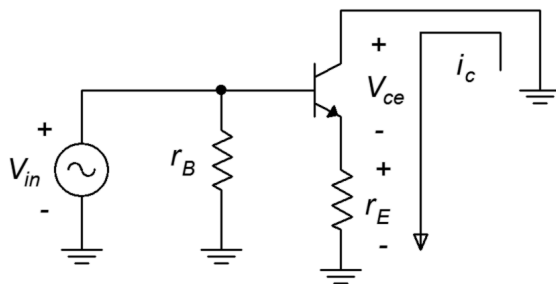 +
V_in
-
r_B
+
V_ce
-
+
r_E
-
i_c